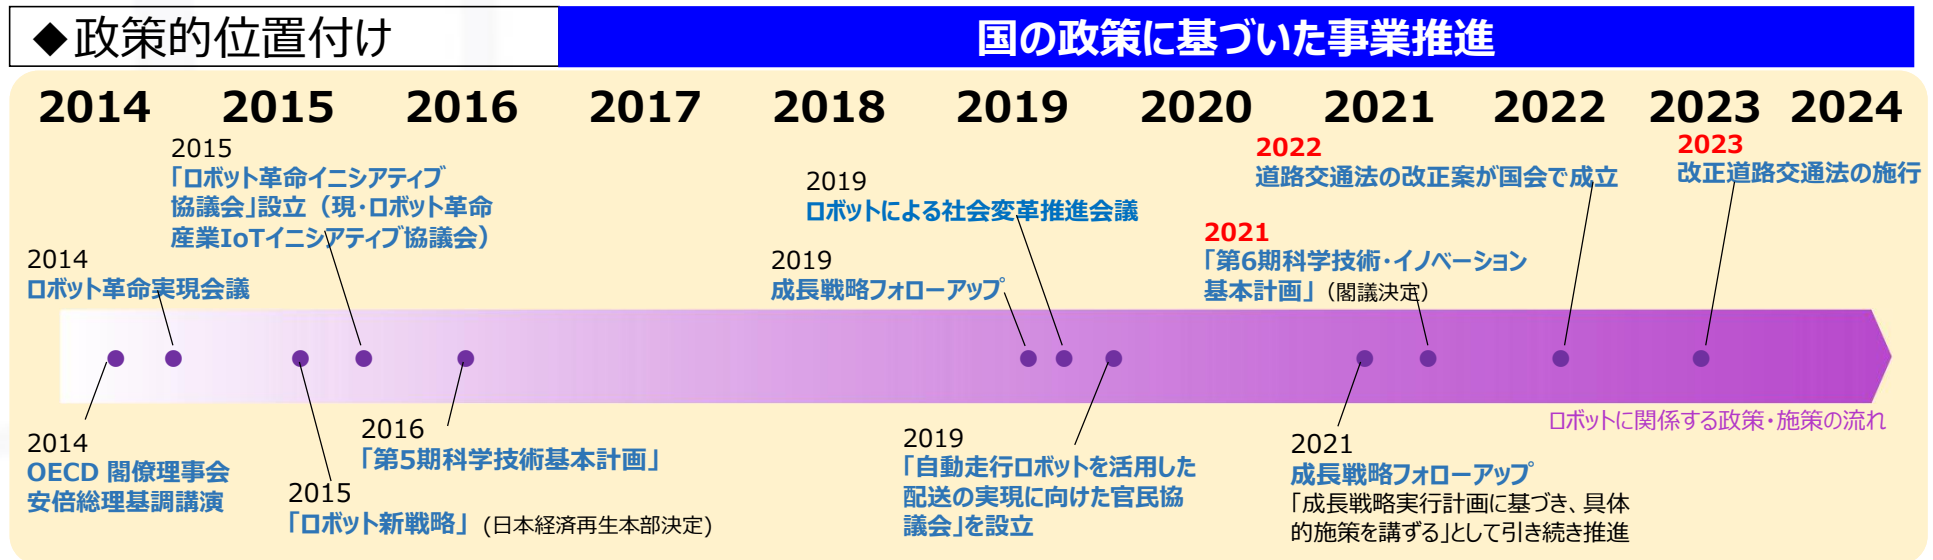 ◆政策的位置付け
国の政策に基づいた事業推進
2014 2015 2016 2017 2018 2019 2020 2021 2022 2023 2024
2015
「ロボット革命イニシアティブ
協議会」設立（現・ロボット革命
産業IoTイニシアティブ協議会）
2014
ロボット革命実現会議
2019
ロボットによる社会変革推進会議
2019
成長戦略フォローアップ
2022
道路交通法の改正案が国会で成立
2023
改正道路交通法の施行
2021
「第6期科学技術・イノベーション
基本計画」（閣議決定）
ロボットに関係する政策・施策の流れ
2014
OECD 閣僚理事会
安倍総理基調講演
2015
「ロボット新戦略」(日本経済再生本部決定)
2016
「第5期科学技術基本計画」
2019
「自動走行ロボットを活用した
配送の実現に向けた官民協
議会」を設立
2021
成長戦略フォローアップ
「成長戦略実行計画に基づき、具体
的施策を講ずる」として引き続き推進